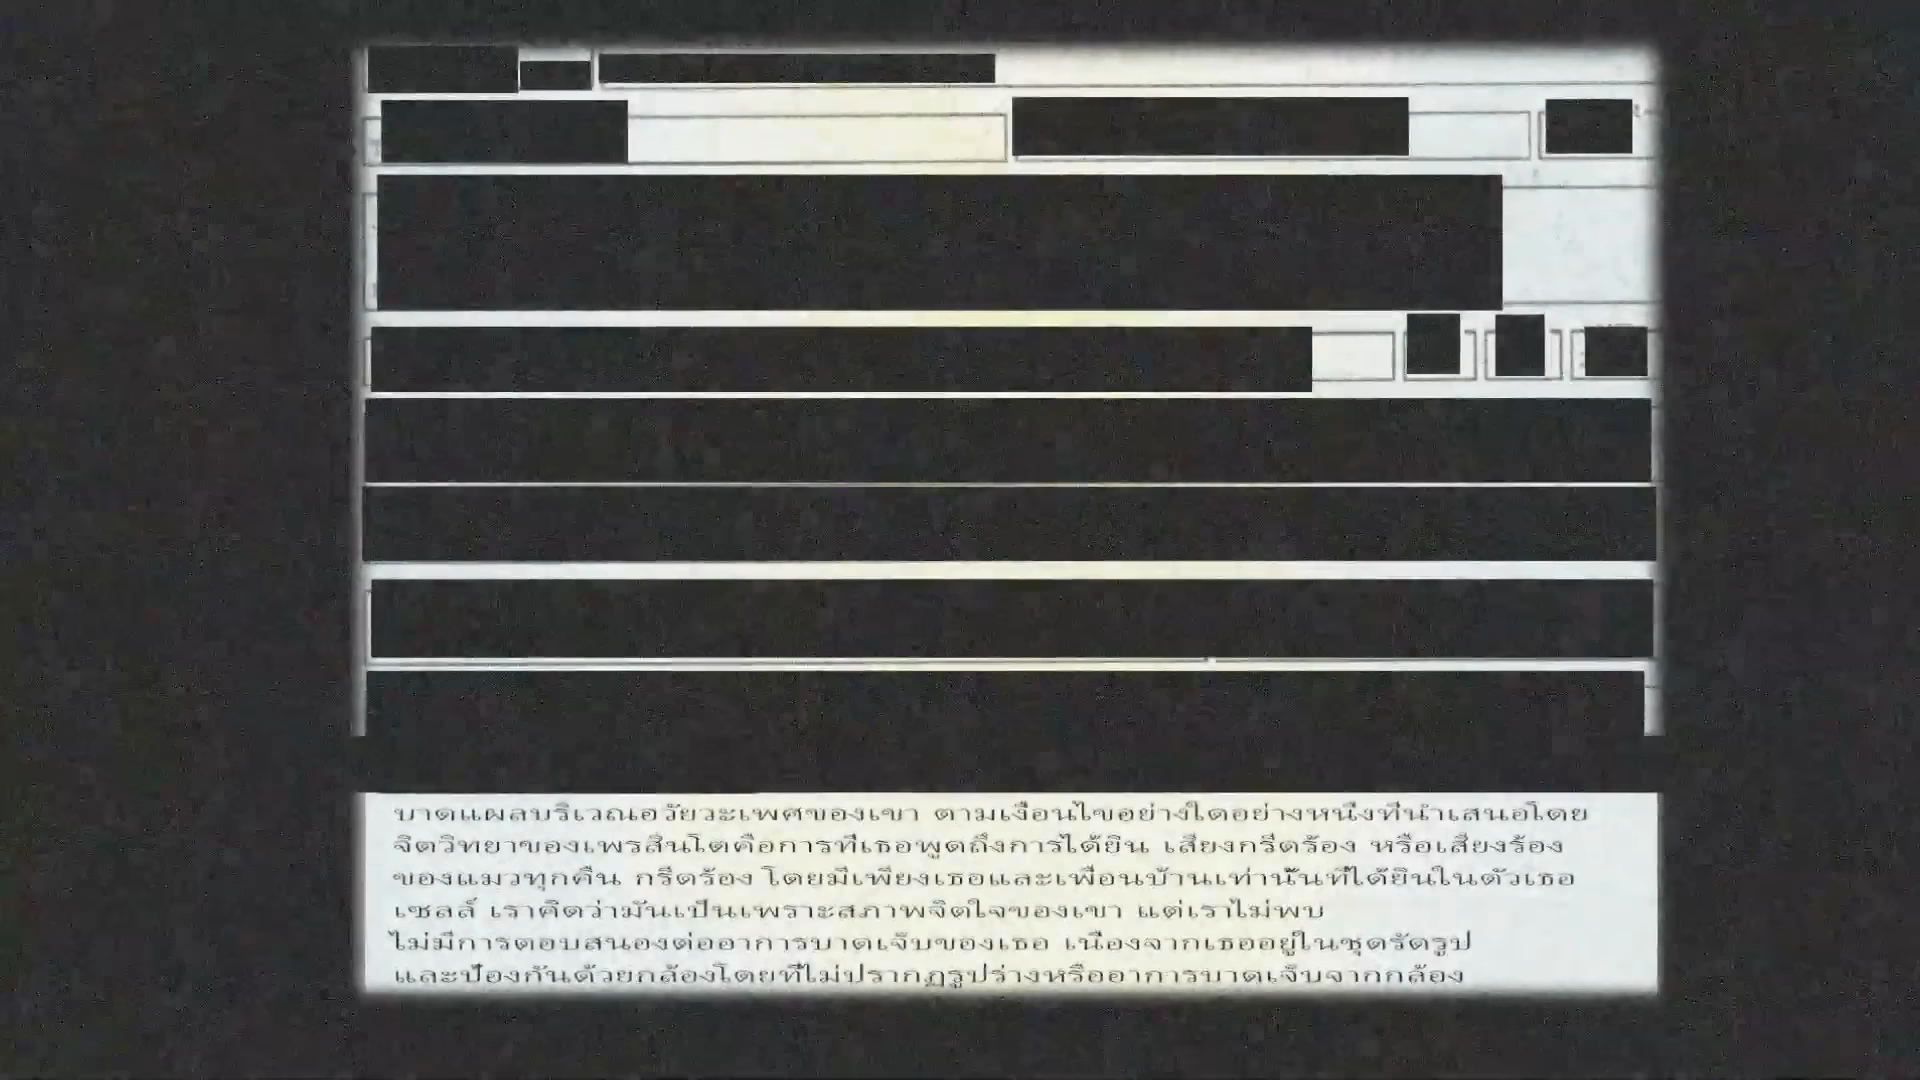 บาดแผลบริเวณอวัยวะเพศของเขา ตามเงื่อนไขอย่างใดอย่างหนึ่งที่นำเสนอโดย
จิตวิทยาของเพรสินโตคือการที่เธอพูดถึงการได้ยิน เสียงกรีดร้อง หรือเสียงร้อง
ของแมวทุกคืน กรีดร้อง โดยมีเพียงเธอและเพื่อนบ้านเท่านั้นที่ได้ยินในตัวเธอ
เซลล์ เราคิดว่ามันเป็นเพราะสภาพจิตใจของเขา แต่เราไม่พบ
ไม่มีการตอบสนองต่ออาการบาดเจ็บของเธอ เนื่องจากเธออยู่ในชุดรัดรูป
และป้องกันด้วยกล้องโดยที่ไม่ปรากฏรูปร่างหรืออาการบาดเจ็บจากกล้อง